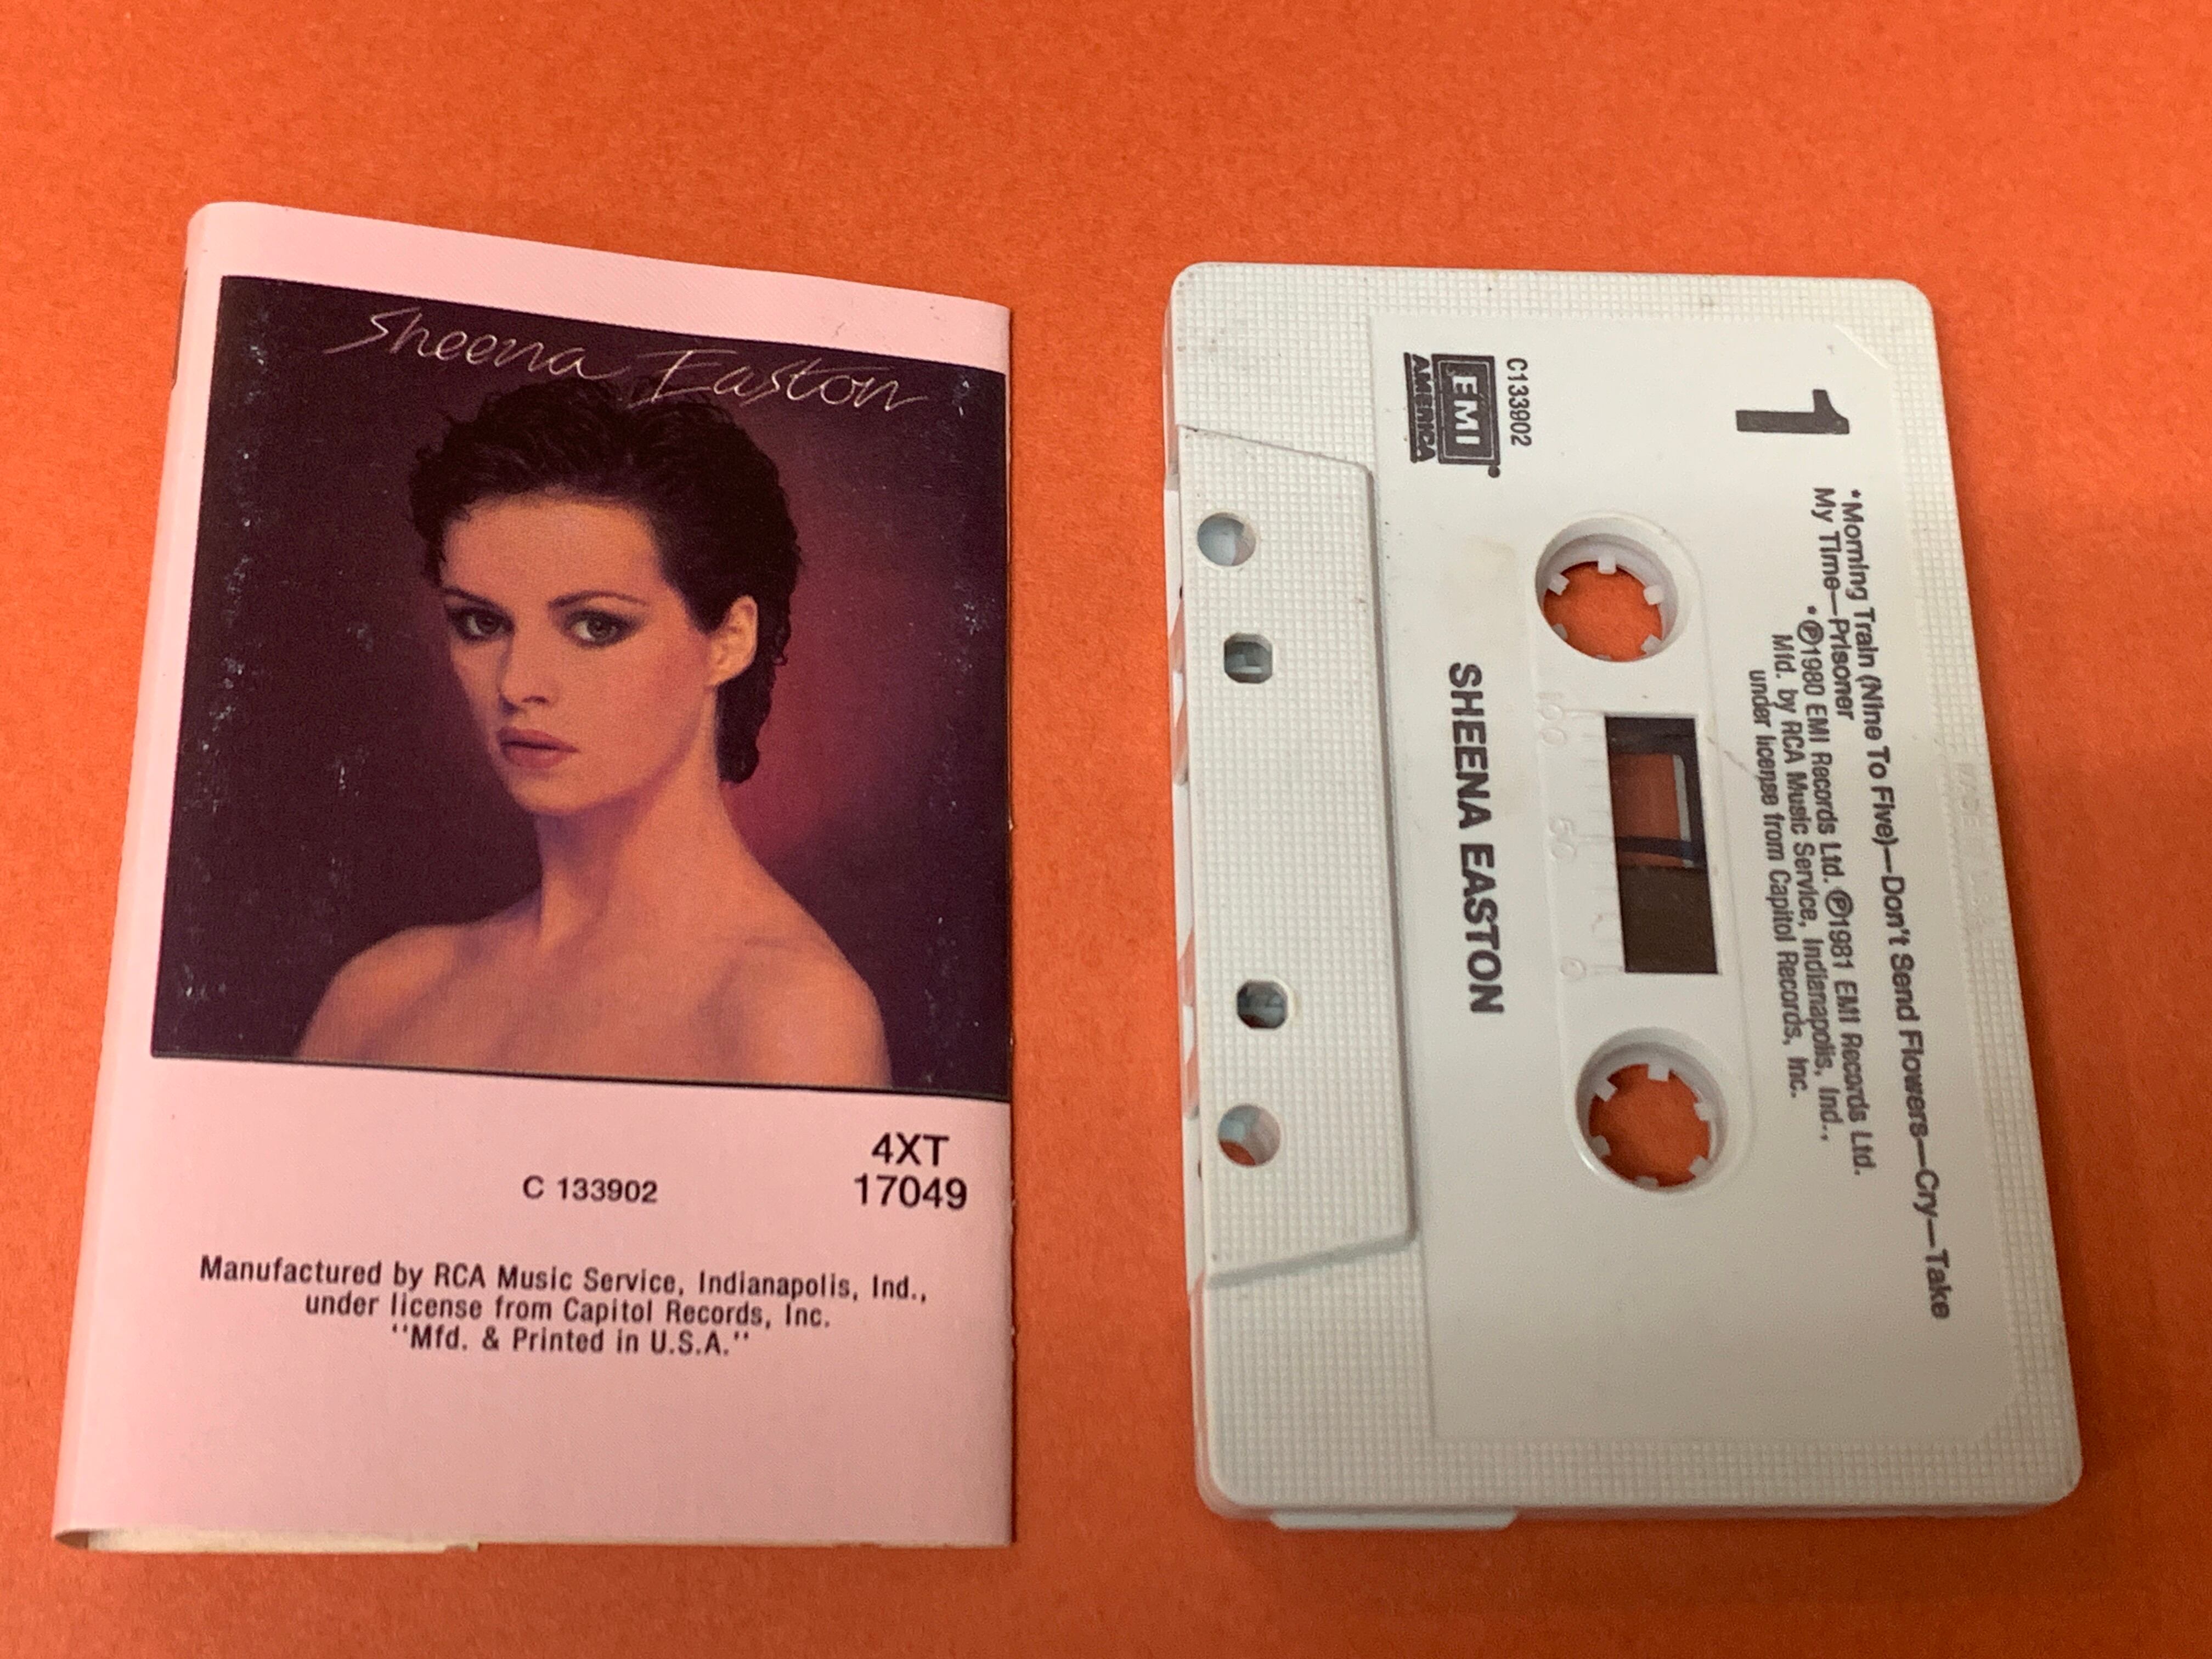 Sheena Easton
C 133902
4XT
17049
Manufactured by RCA Music Service, Indianapolis, Ind.,
under license from Capitol Records, Inc.
"Mfd. & Printed in U.S.A."
1
*Morning Train (Nine To Five)—Don't Send Flowers—Cry—Take
My Time—Prisoner
*℗1980 EMI Records Ltd. ℗1981 EMI Records Ltd.
Mfd. by RCA Music Service, Indianapolis, Ind.,
under license from Capitol Records, Inc.
C133902
EMI
AMERICA
SHEENA EASTON
100
50
0